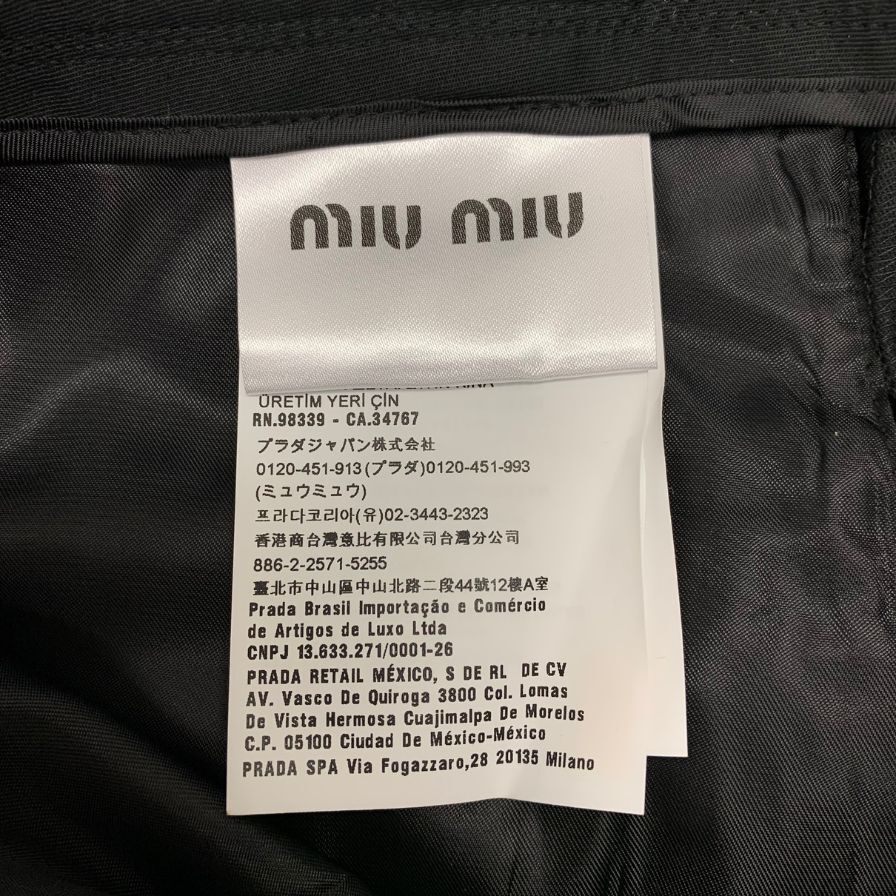 miu miu
ÜRETİM YERİ ÇİN
RN.98339 - CA.34767
プラダジャパン株式会社
0120-451-913(プラダ)0120-451-993
(ミュウミュウ)
프라다코리아(유)02-3443-2323
香港商台灣意比有限公司台灣分公司
886-2-2571-5255
臺北市中山區中山北路二段44號12樓A室
Prada Brasil Importação e Comércio
de Artigos de Luxo Ltda
CNPJ 13.633.271/0001-26
PRADA RETAIL MÉXICO, S DE RL DE CV
AV. Vasco De Quiroga 3800 Col. Lomas
De Vista Hermosa Cuajimalpa De Morelos
C.P. 05100 Ciudad De México-México
PRADA SPA Via Fogazzaro,28 20135 Milano